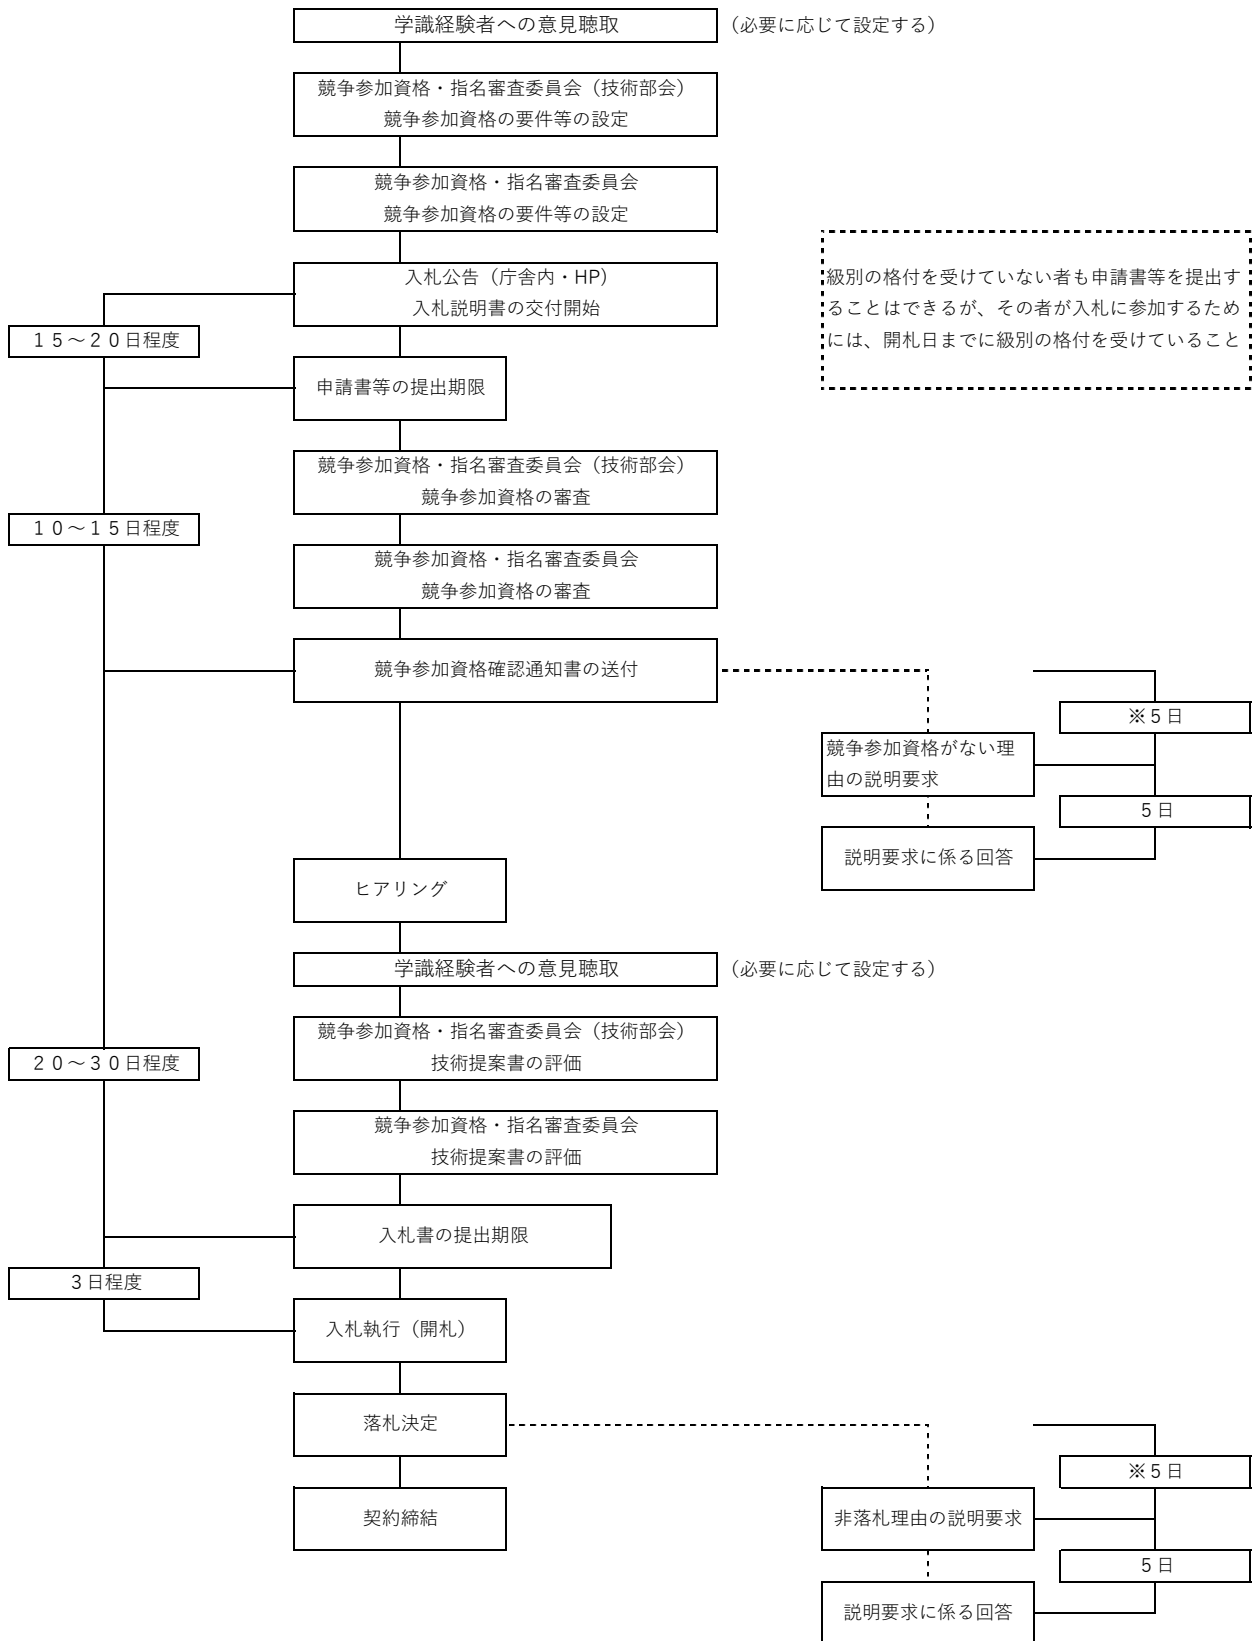 学識経験者への意見聴取
(必要に応じて設定する)
競争参加資格・指名審査委員会(技術部会)
競争参加資格の要件等の設定
競争参加資格・指名審査委員会
競争参加資格の要件等の設定
入札公告(庁舎内・HP)
入札説明書の交付開始
級別の格付を受けていない者も申請書等を提出す
ることはできるが、その者が入札に参加するため
には、開札日までに級別の格付を受けていること
15〜20日程度
申請書等の提出期限
競争参加資格・指名審査委員会(技術部会)
競争参加資格の審査
10〜15日程度
競争参加資格・指名審査委員会
競争参加資格の審査
競争参加資格確認通知書の送付
※5日
競争参加資格がない理
由の説明要求
5日
説明要求に係る回答
ヒアリング
学識経験者への意見聴取
(必要に応じて設定する)
競争参加資格・指名審査委員会(技術部会)
技術提案書の評価
20〜30日程度
競争参加資格・指名審査委員会
技術提案書の評価
入札書の提出期限
3日程度
入札執行(開札)
落札決定
※5日
契約締結
非落札理由の説明要求
5日
説明要求に係る回答